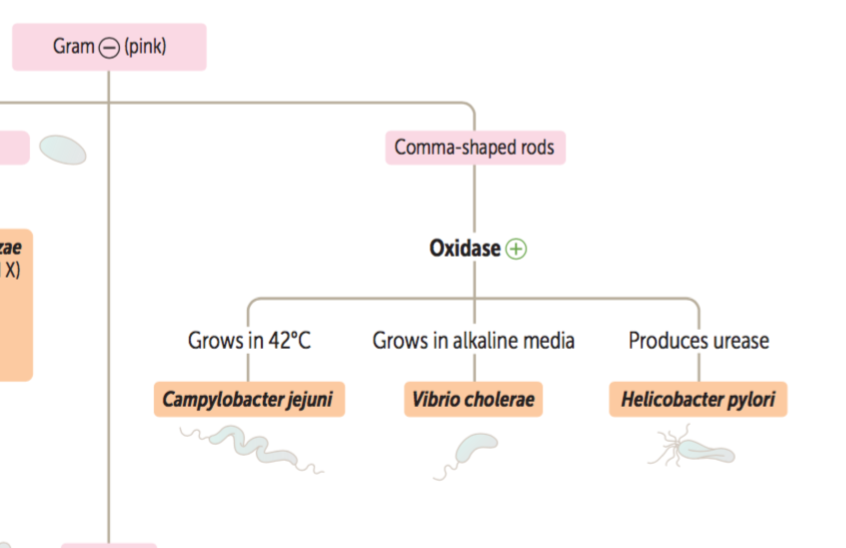 Gram ⊖ (pink)
Comma-shaped rods
zae
X)
Oxidase ⊕
Grows in 42°C
Grows in alkaline media
Produces urease
Campylobacter jejuni
Vibrio cholerae
Helicobacter pylori